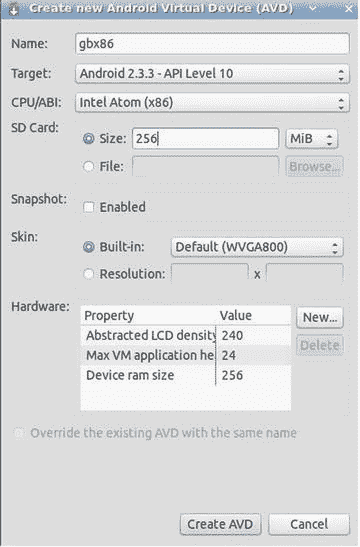 Create new Android Virtual Device (AVD)
Name: gbx86
Target: Android 2.3.3 - API Level 10
CPU/ABI: Intel Atom (x86)
SD Card:
Size: 256 MiB
File: Browse...
Snapshot: Enabled
Skin:
Built-in: Default (WVGA800)
Resolution: x
Hardware:
Property Value New...
Abstracted LCD density 240 Delete
Max VM application he 24
Device ram size 256
Override the existing AVD with the same name
Create AVD Cancel